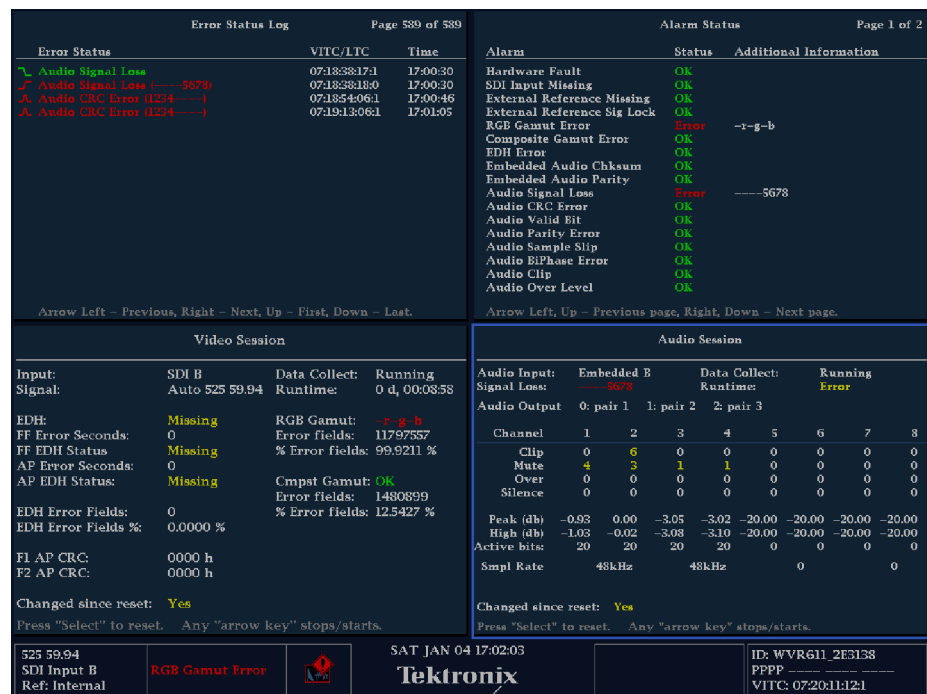 Error Status Log Page 589 of 589
Error Status VITC/LTC Time
Audio Signal Loss 07:18:38:17:1 17:00:30
Audio Signal Loss (----5678) 07:18:38:18:0 17:00:30
Audio CRC Error (1234----) 07:18:54:06:1 17:00:46
Audio CRC Error (1234----) 07:19:13:06:1 17:01:05
Arrow Left – Previous, Right – Next, Up – First, Down – Last.
Alarm Status Page 1 of 2
Alarm Status Additional Information
Hardware Fault OK
SDI Input Missing OK
External Reference Missing OK
External Reference Sig Lock OK
RGB Gamut Error Error -r-g-b
Composite Gamut Error OK
EDH Error OK
Embedded Audio Chksum OK
Embedded Audio Parity OK
Audio Signal Loss Error ----5678
Audio CRC Error OK
Audio Valid Bit OK
Audio Parity Error OK
Audio Sample Slip OK
Audio BiPhase Error OK
Audio Clip OK
Audio Over Level OK
Arrow Left, Up – Previous page, Right, Down – Next page.
Video Session
Input: SDI B Data Collect: Running
Signal: Auto 525 59.94 Runtime: 0 d, 00:08:58
EDH: Missing RGB Gamut: -r-g-b
FF Error Seconds: 0 Error fields: 11797557
FF EDH Status Missing % Error fields: 99.9211 %
AP Error Seconds: 0
AP EDH Status: Missing Cmpst Gamut: OK
Error fields: 1480899
EDH Error Fields: 0 % Error fields: 12.5427 %
EDH Error Fields %: 0.0000 %
F1 AP CRC: 0000 h
F2 AP CRC: 0000 h
Changed since reset: Yes
Press "Select" to reset. Any "arrow key" stops/starts.
Audio Session
Audio Input: Embedded B Data Collect: Running
Signal Loss: ----5678 Runtime: Error
Audio Output 0: pair 1 1: pair 2 2: pair 3
Channel 1 2 3 4 5 6 7 8
Clip 0 6 0 0 0 0 0 0
Mute 4 3 1 1 0 0 0 0
Over 0 0 0 0 0 0 0 0
Silence 0 0 0 0 0 0 0 0
Peak (db) -0.93 0.00 -3.05 -3.02 -20.00 -20.00 -20.00 -20.00
High (db) -1.03 -0.02 -3.08 -3.10 -20.00 -20.00 -20.00 -20.00
Active bits: 20 20 20 20 0 0 0 0
Smpl Rate 48kHz 48kHz 0 0
Changed since reset: Yes
Press "Select" to reset. Any "arrow key" stops/starts.
525 59.94
SDI Input B
Ref: Internal
RGB Gamut Error
SAT JAN 04 17:02:03
Tektronix
ID: WVR611_2E3138
PPPP ---- ---- ----
VITC: 07:20:11:12:1